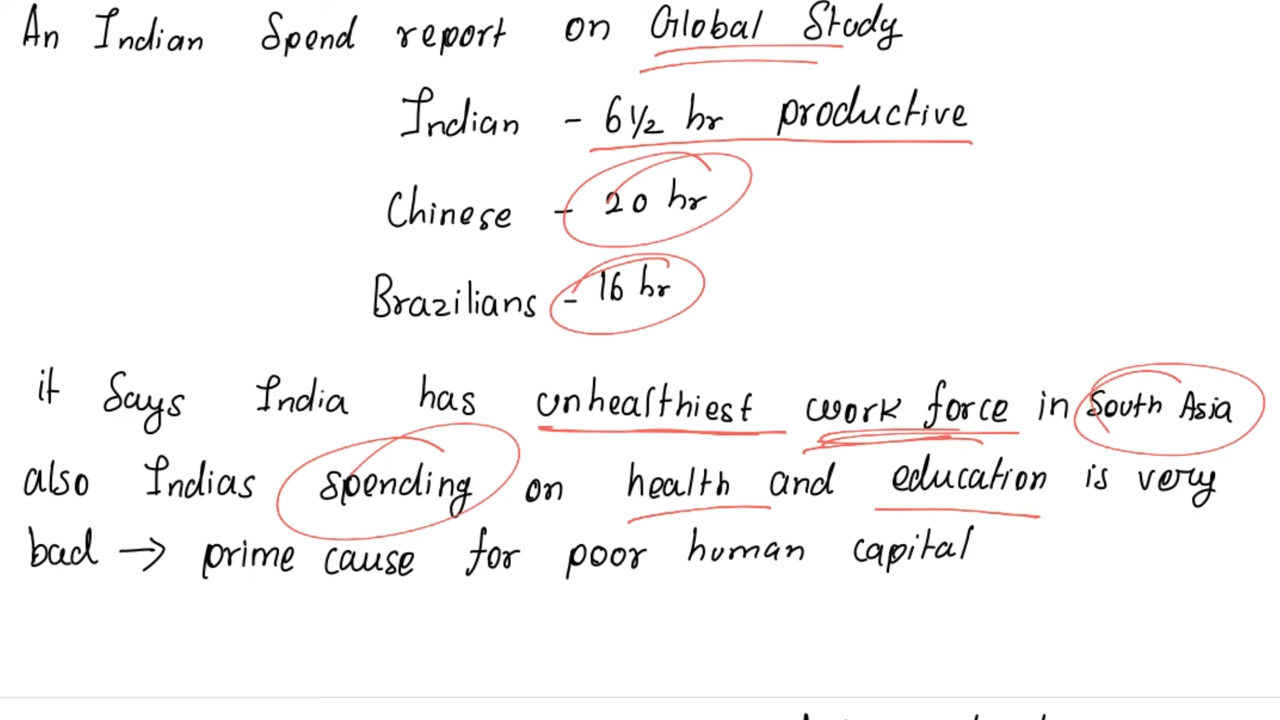 An Indian Spend report on Global Study
Indian - 6½ hr productive
Chinese - 20 hr
Brazilians - 16 hr
it Says India has unhealthiest work force in South Asia
also Indias spending on health and education is very
bad → prime cause for poor human capital